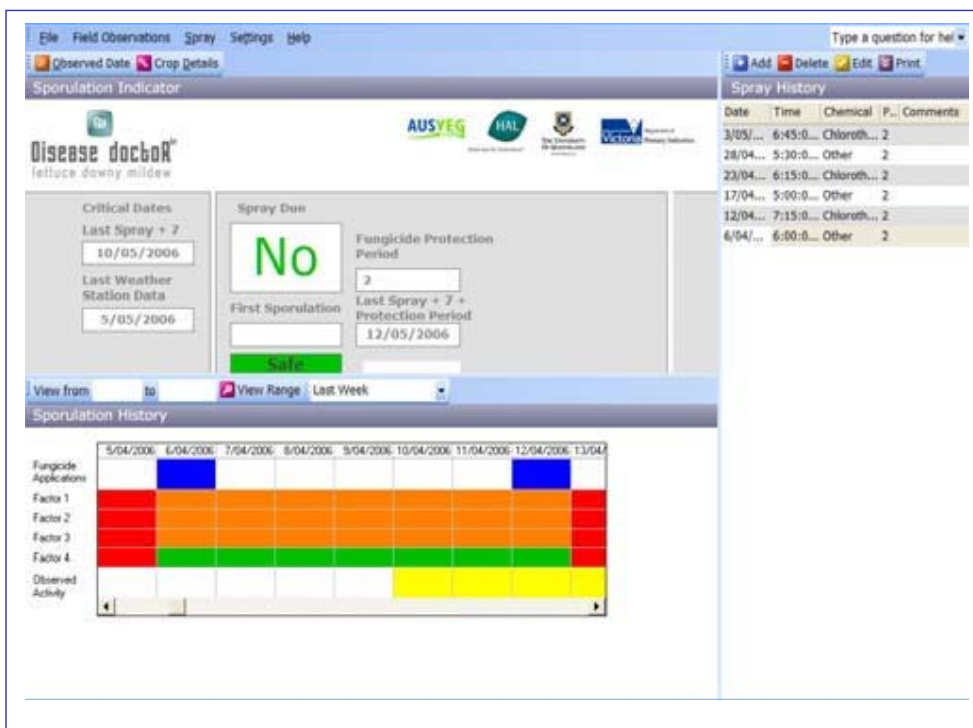 File Field Observations Spray Settings Help
Type a question for hel
Observed Date Crop Details
Add Delete Edit Print
Sporulation Indicator
Spray History
Date Time Chemical P... Comments
3/05/... 6:45:0... Chloroth... 2
28/04... 5:30:0... Other 2
23/04... 6:15:0... Chloroth... 2
17/04... 5:00:0... Other 2
12/04... 7:15:0... Chloroth... 2
6/04/... 6:00:0... Other 2
Disease doctoR
lettuce downy mildew
AUSVEG
HAL
THE UNIVERSITY
OF QUEENSLAND
Victoria
Critical Dates
Last Spray + 7
10/05/2006
Last Weather
Station Data
5/05/2006
Spray Due
No
First Sporulation
Safe
Fungicide Protection
Period
2
Last Spray + 7 +
Protection Period
12/05/2006
View from to View Range Last Week
Sporulation History
5/04/2006 6/04/2006 7/04/2006 8/04/2006 9/04/2006 10/04/2006 11/04/2006 12/04/2006 13/04/
Fungicide
Applications
Factor 1
Factor 2
Factor 3
Factor 4
Observed
Activity